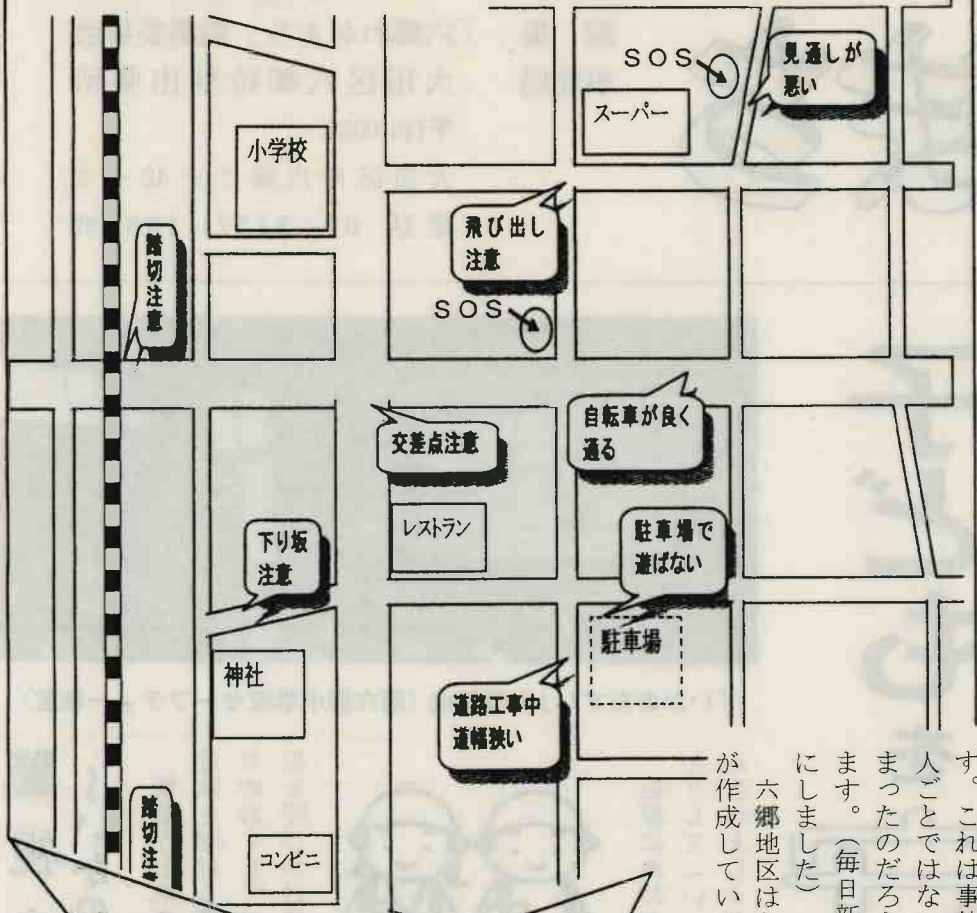 SOS
見通しが
悪い
スーパー
小学校
飛び出し
注意
踏切注意
SOS
自転車が良く
通る
交差点注意
レストラン
駐車場で
遊ばない
下り坂
注意
駐車場
神社
道路工事中
道幅狭い
コンビニ
踏切注意
す。これは事
人ごとではな
まったのだろ
ます。(毎日新
にしました)
六郷地区は
が作成してい